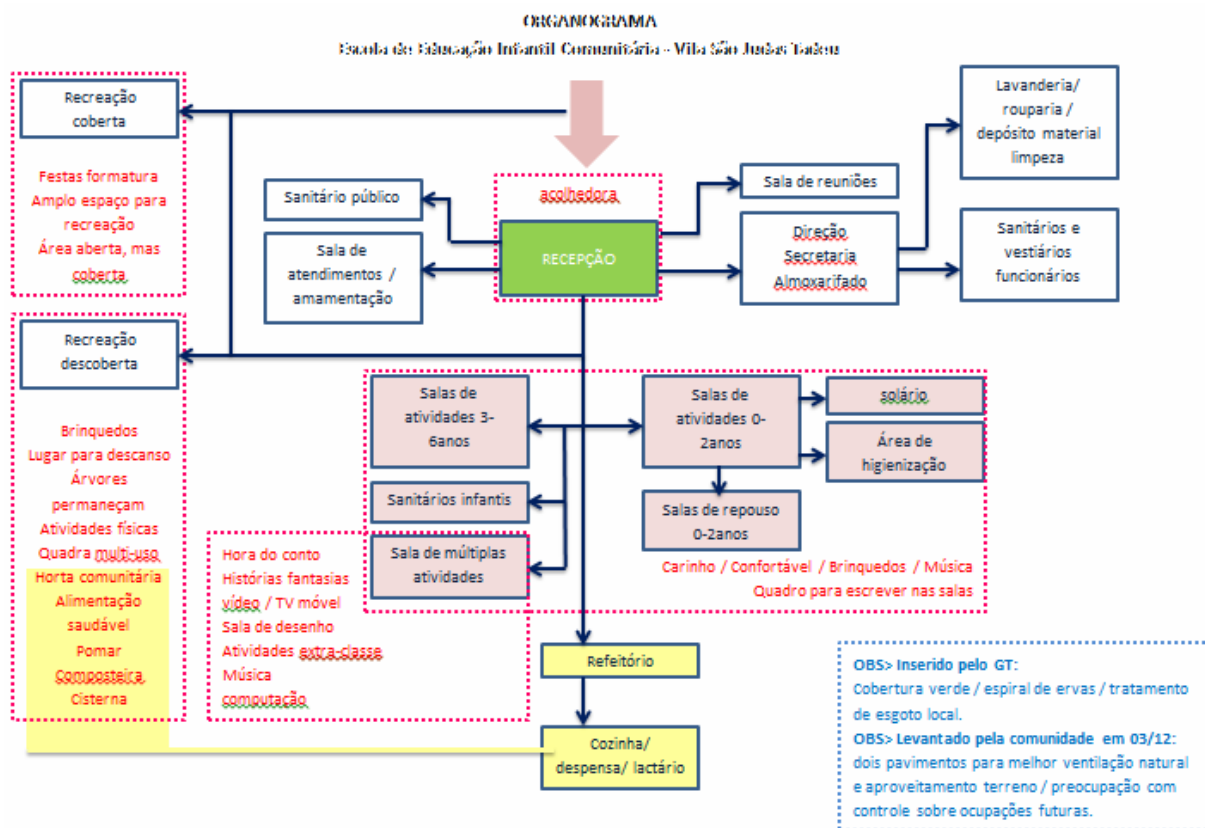 ORGANOGRAMA
Escola de Educação Infantil Comunitária - Vila São Judas Tadeu
Recreação
coberta
Festas formatura
Amplo espaço para
recreação
Área aberta, mas
coberta.
Sanitário público
Sala de
atendimentos /
amamentação
acolhedora
RECEPÇÃO
Sala de reuniões
Direção
Secretaria
Almoxarifado
Lavanderia/
rouparia /
depósito material
limpeza
Sanitários e
vestiários
funcionários
Recreação
descoberta
Brinquedos
Lugar para descanso
Árvores
permaneçam
Atividades físicas
Quadra multi-uso
Horta comunitária
Alimentação
saudável
Pomar
Composteira
Cisterna
Salas de
atividades 3-
6anos
Sanitários infantis
Sala de múltiplas
atividades
Salas de
atividades 0-
2anos
solário
Área de
higienização
Salas de repouso
0-2anos
Carinho / Confortável / Brinquedos / Música
Quadro para escrever nas salas
Hora do conto
Histórias fantasias
vídeo / TV móvel
Sala de desenho
Atividades extra-classe
Música
computação
Refeitório
Cozinha/
despensa/ lactário
OBS> Inserido pelo GT:
Cobertura verde / espiral de ervas / tratamento
de esgoto local.
OBS> Levantado pela comunidade em 03/12:
dois pavimentos para melhor ventilação natural
e aproveitamento terreno / preocupação com
controle sobre ocupações futuras.